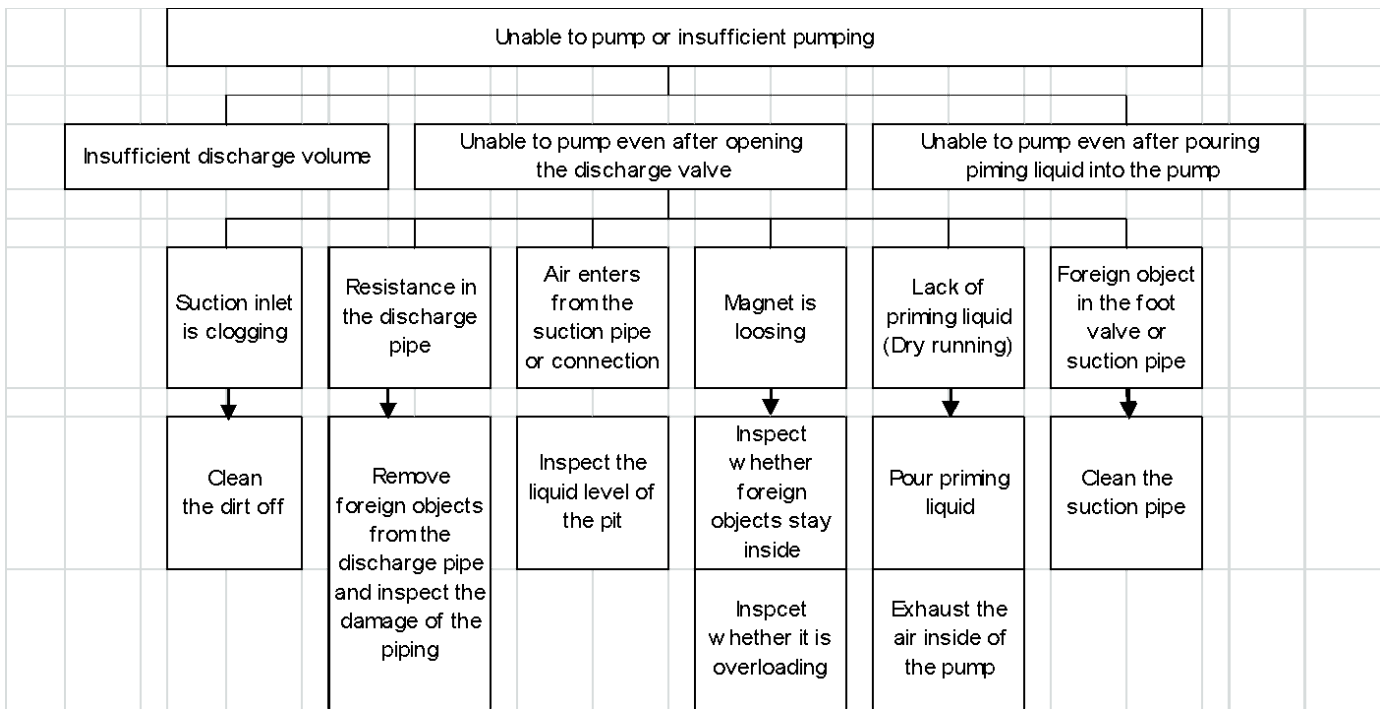 Unable to pump or insufficient pumping
Insufficient discharge volume
Unable to pump even after opening
the discharge valve
Unable to pump even after pouring
piming liquid into the pump
Suction inlet
is clogging
Resistance in
the discharge
pipe
Air enters
from the
suction pipe
or connection
Magnet is
loosing
Lack of
priming liquid
(Dry running)
Foreign object
in the foot
valve or
suction pipe
Clean
the dirt off
Remove
foreign objects
from the
discharge pipe
and inspect the
damage of the
piping
Inspect the
liquid level of
the pit
Inspect
whether
foreign
objects stay
inside
Inspcet
whether it is
overloading
Pour priming
liquid
Exhaust the
air inside of
the pump
Clean the
suction pipe